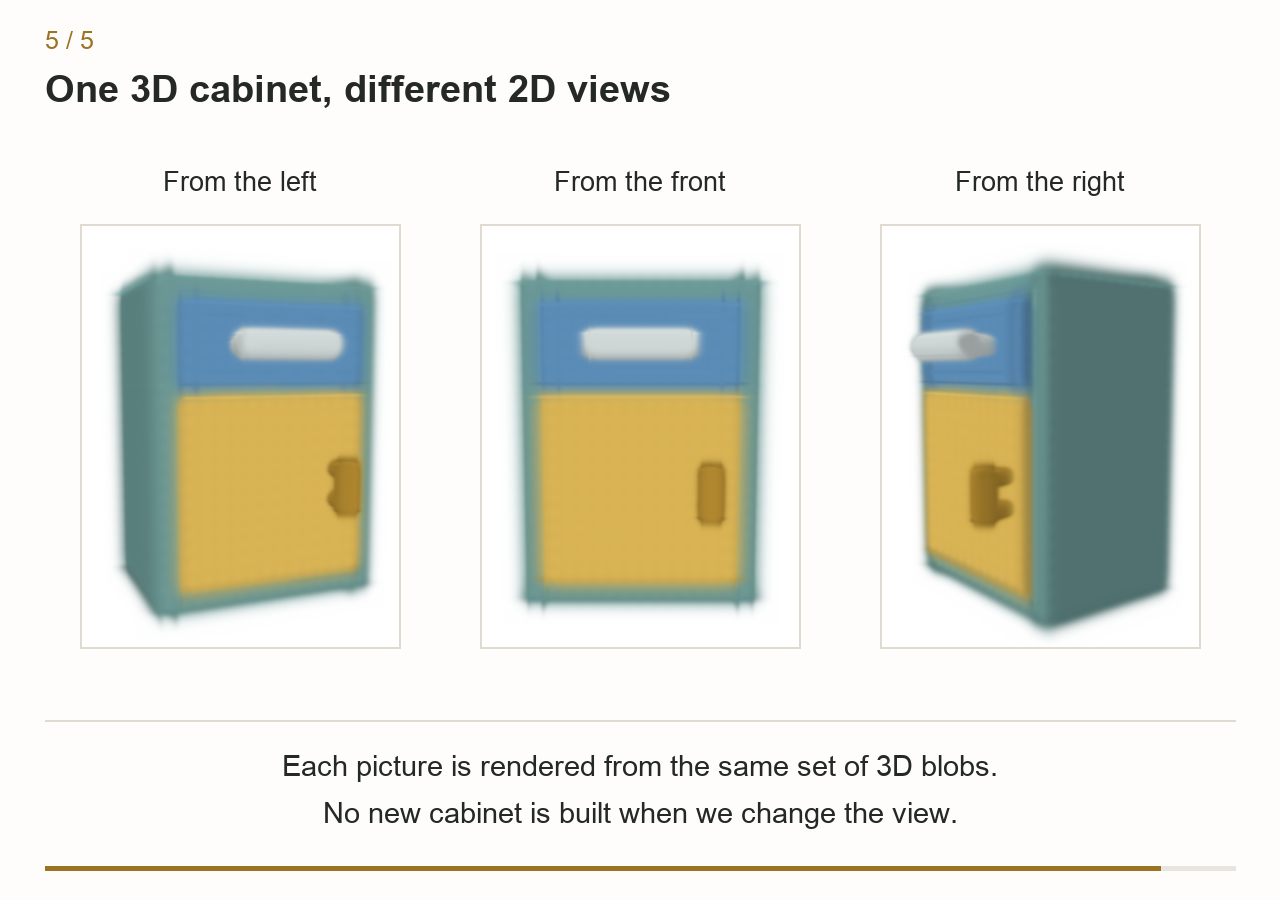 5 / 5
One 3D cabinet, different 2D views
From the left
From the front
From the right
Each picture is rendered from the same set of 3D blobs.
No new cabinet is built when we change the view.